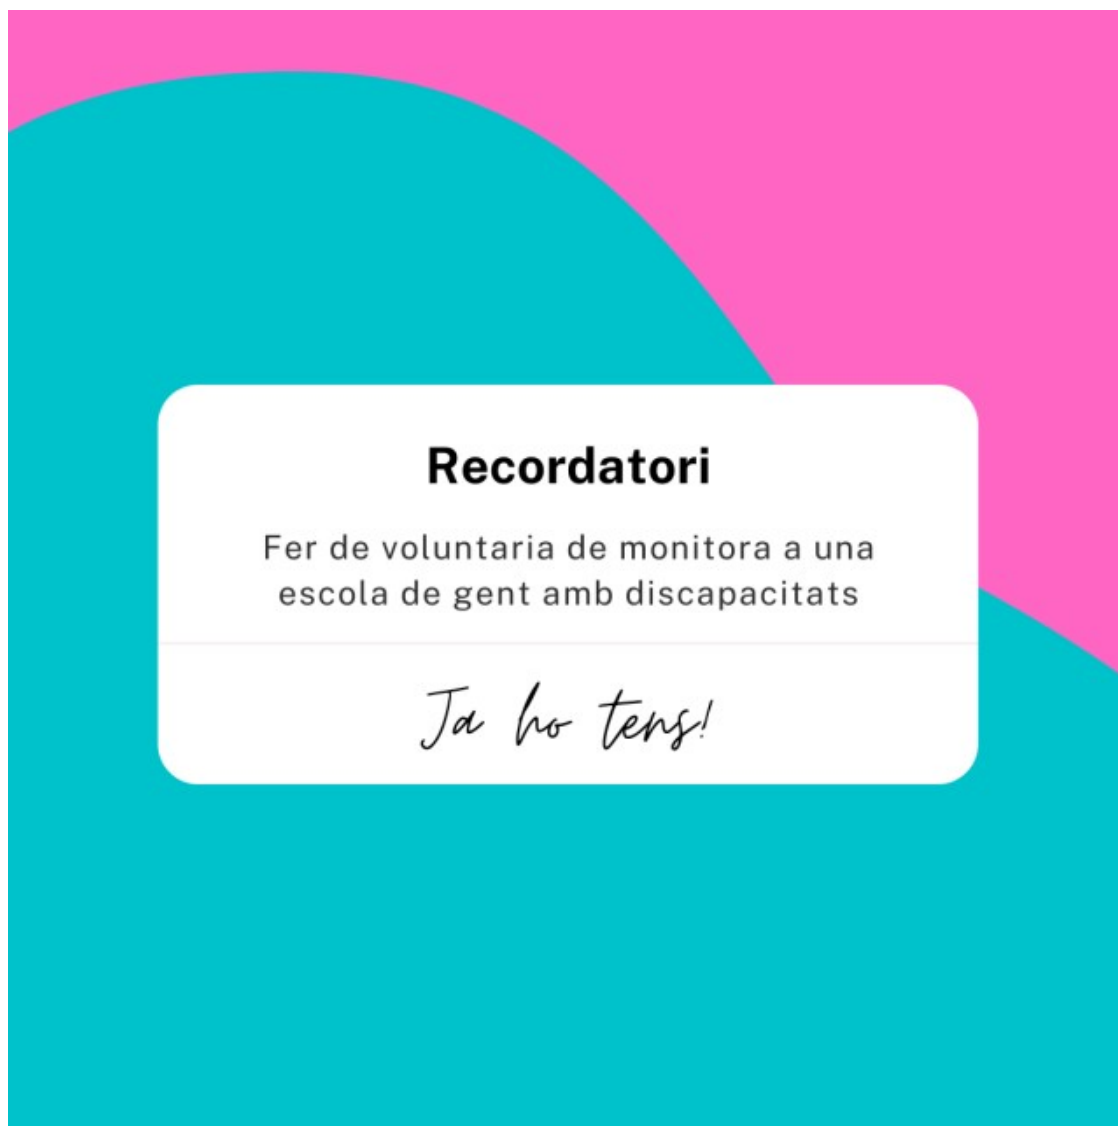 Recordatori
Fer de voluntaria de monitora a una
escola de gent amb discapacitats
Ja ho tens!